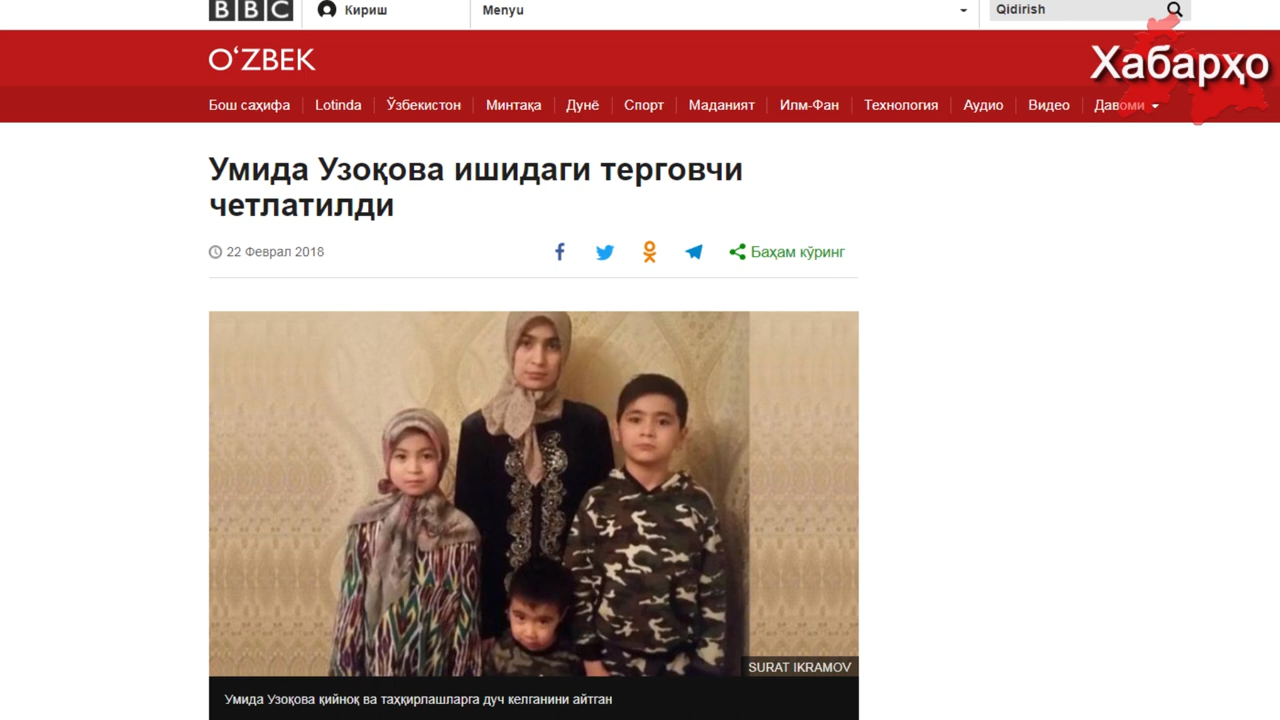 BBC Кириш Menyu Qidirish
Хабарҳо
OʻZBEK
Бош саҳифа Lotinda Ўзбекистон Минтақа Дунё Спорт Маданият Илм-Фан Технология Аудио Видео Давоми
Умида Узоқова ишидаги терговчи
четлатилди
22 Феврал 2018 Баҳам кўринг
SURAT IKRAMOV
Умида Узоқова қийноқ ва таҳқирлашларга дуч келганини айтган